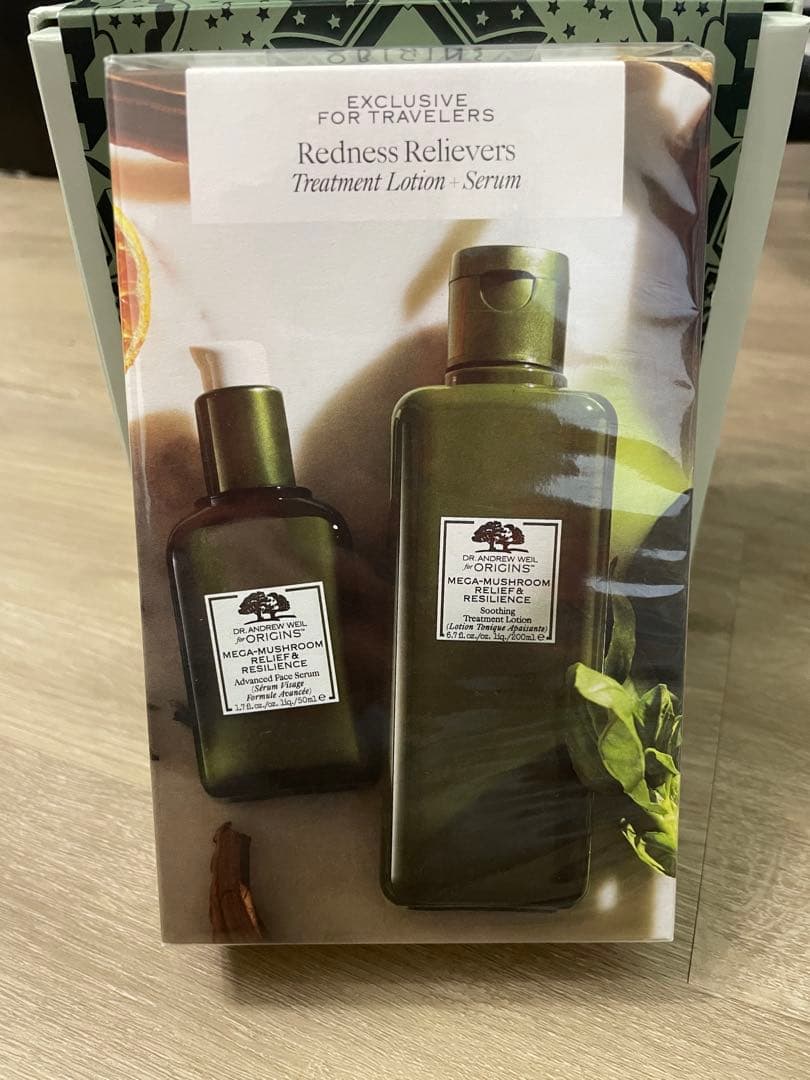 ORIGINS
EXCLUSIVE
FOR TRAVELERS
Redness Relievers
Treatment Lotion + Serum
DR. ANDREW WEIL
for ORIGINS™
MEGA-MUSHROOM
RELIEF &
RESILIENCE
Advanced Face Serum
(Sérum Visage
Formule Avancée)
1.7 fl.oz./oz. liq./50ml e
DR. ANDREW WEIL
for ORIGINS™
MEGA-MUSHROOM
RELIEF &
RESILIENCE
Soothing
Treatment Lotion
(Lotion Tonique Apaisante)
6.7 fl.oz./oz. liq./200ml e